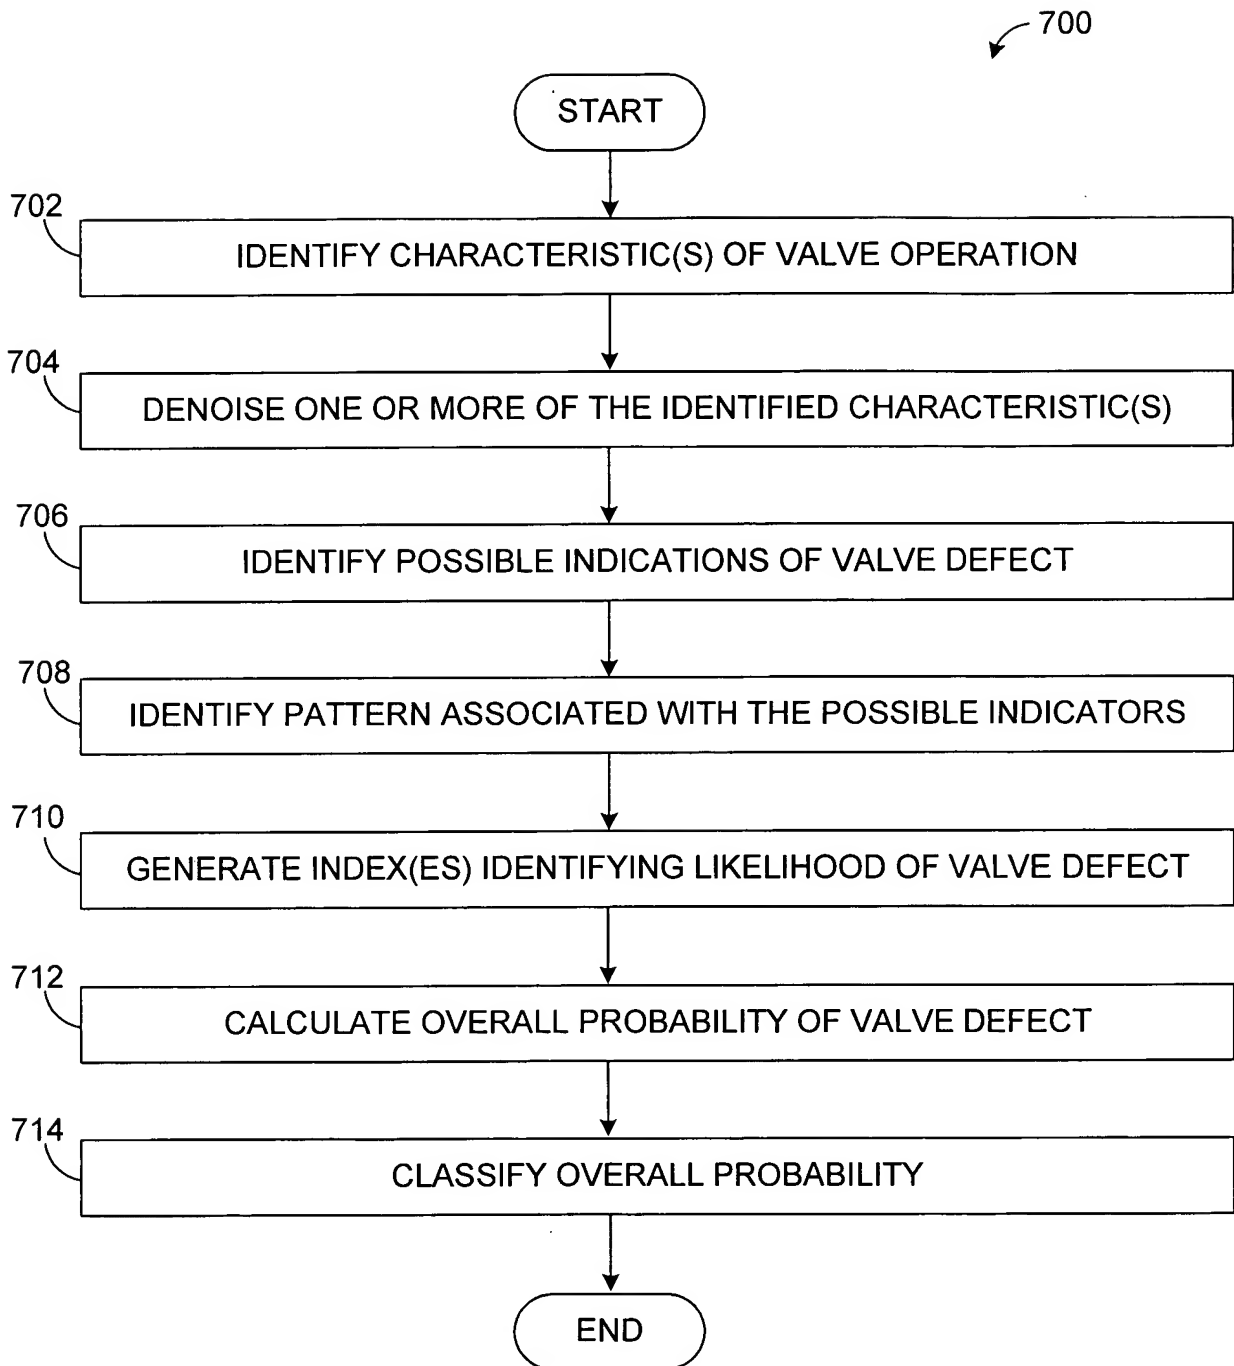 700
START
702
IDENTIFY CHARACTERISTIC(S) OF VALVE OPERATION
704
DENOISE ONE OR MORE OF THE IDENTIFIED CHARACTERISTIC(S)
706
IDENTIFY POSSIBLE INDICATIONS OF VALVE DEFECT
708
IDENTIFY PATTERN ASSOCIATED WITH THE POSSIBLE INDICATORS
710
GENERATE INDEX(ES) IDENTIFYING LIKELIHOOD OF VALVE DEFECT
712
CALCULATE OVERALL PROBABILITY OF VALVE DEFECT
714
CLASSIFY OVERALL PROBABILITY
END